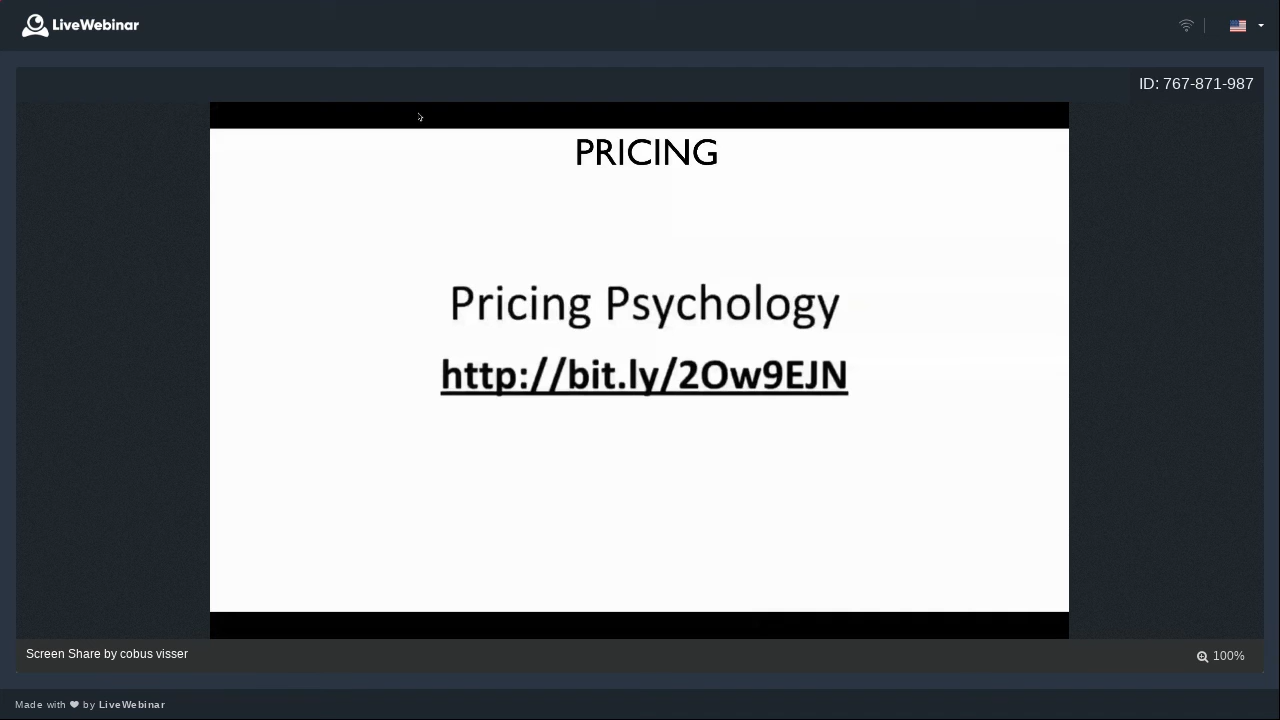 LiveWebinar
ID: 767-871-987
PRICING
Pricing Psychology
http://bit.ly/2Ow9EJN
Screen Share by cobus visser
100%
Made with ❤ by LiveWebinar